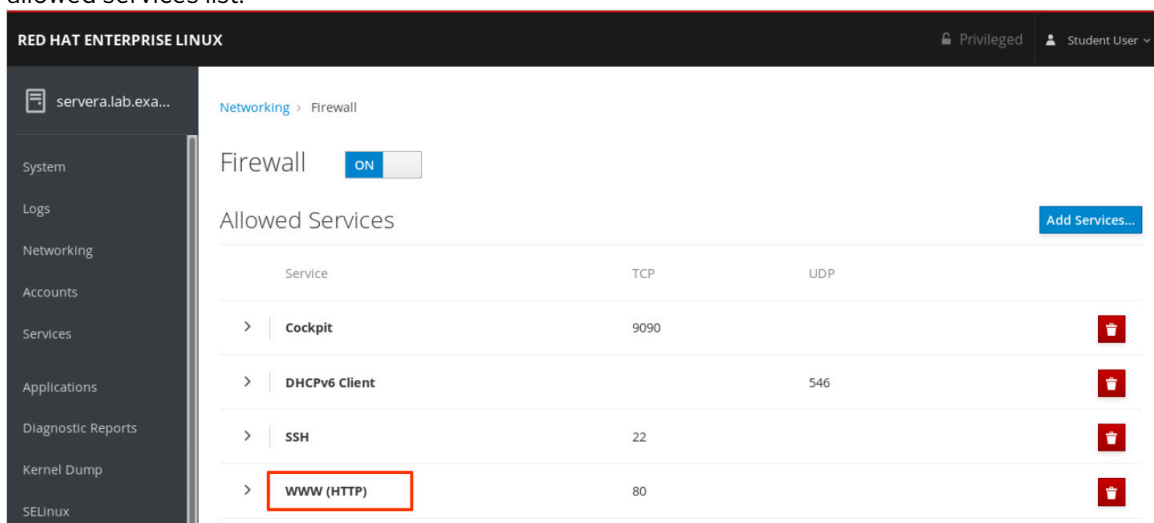 allowed services list.
RED HAT ENTERPRISE LINUX
Privileged
Student User
servera.lab.exa...
System
Logs
Networking
Accounts
Services
Applications
Diagnostic Reports
Kernel Dump
SELinux
Networking > Firewall
Firewall ON
Allowed Services
Add Services...
Service TCP UDP
Cockpit 9090
DHCPv6 Client 546
SSH 22
WWW (HTTP) 80